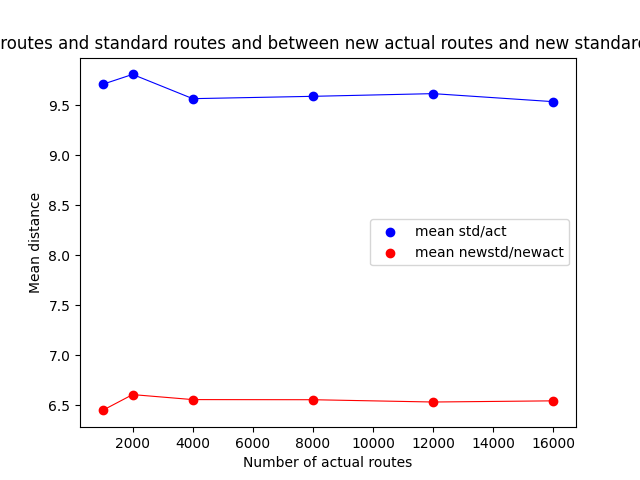 routes and standard routes and between new actual routes and new standard
9.5
9.0
8.5
8.0
7.5
7.0
6.5
Mean distance
mean std/act
mean newstd/newact
2000 4000 6000 8000 10000 12000 14000 16000
Number of actual routes